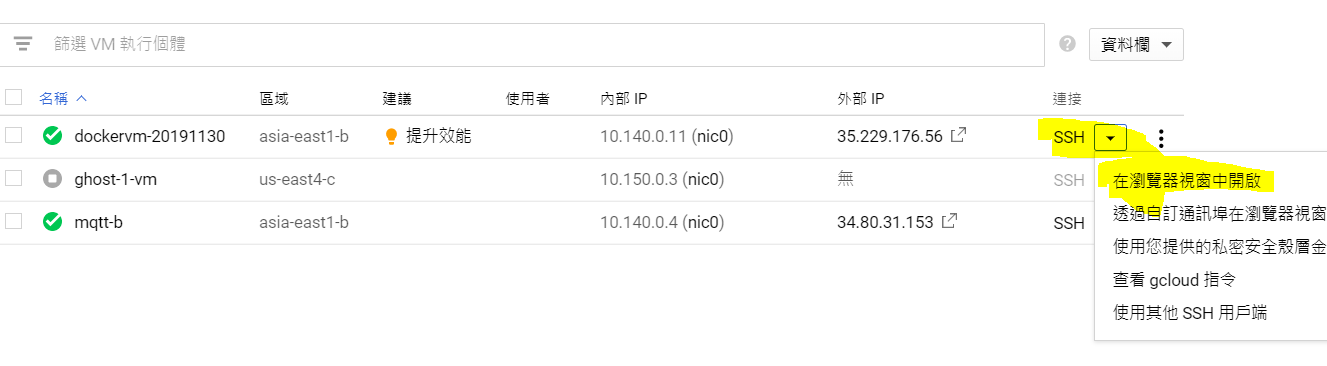 篩選 VM 執行個體
資料欄
名稱 區域 建議 使用者 內部 IP 外部 IP 連接
dockervm-20191130 asia-east1-b 提升效能 10.140.0.11 (nic0) 35.229.176.56 SSH
ghost-1-vm us-east4-c 10.150.0.3 (nic0) 無 SSH
mqtt-b asia-east1-b 10.140.0.4 (nic0) 34.80.31.153 SSH
在瀏覽器視窗中開啟
透過自訂通訊埠在瀏覽器視窗
使用您提供的私密安全殼層金
查看 gcloud 指令
使用其他 SSH 用戶端